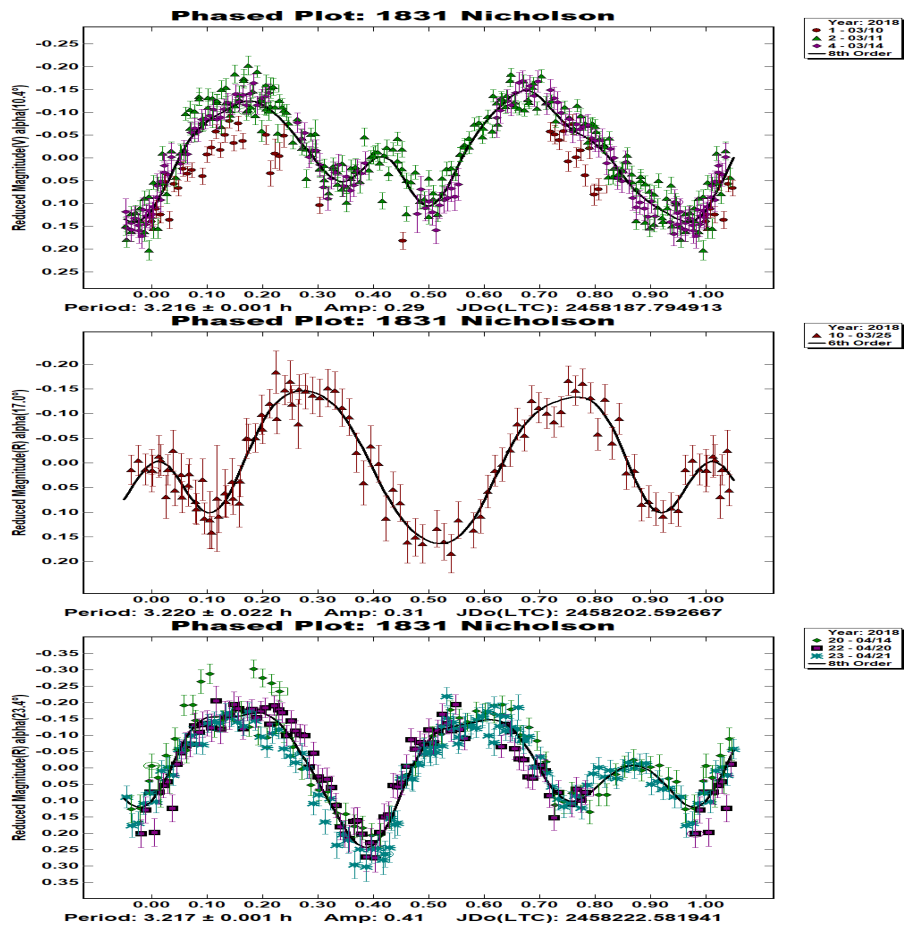 Phased Plot: 1831 Nicholson
Year: 2018
1 - 03/10
2 - 03/11
4 - 03/14
8th Order
Reduced Magnitude(V) alpha(10.4°)
-0.25
-0.20
-0.15
-0.10
-0.05
0.00
0.05
0.10
0.15
0.20
0.25
0.00 0.10 0.20 0.30 0.40 0.50 0.60 0.70 0.80 0.90 1.00
Period: 3.216 ± 0.001 h Amp: 0.29 JDo(LTC): 2458187.794913
Phased Plot: 1831 Nicholson
Year: 2018
10 - 03/25
6th Order
Reduced Magnitude(R) alpha(17.0°)
-0.20
-0.15
-0.10
-0.05
0.00
0.05
0.10
0.15
0.20
0.00 0.10 0.20 0.30 0.40 0.50 0.60 0.70 0.80 0.90 1.00
Period: 3.220 ± 0.022 h Amp: 0.31 JDo(LTC): 2458202.592667
Phased Plot: 1831 Nicholson
Year: 2018
20 - 04/14
22 - 04/20
23 - 04/21
8th Order
Reduced Magnitude(R) alpha(22.4°)
-0.35
-0.30
-0.25
-0.20
-0.15
-0.10
-0.05
0.00
0.05
0.10
0.15
0.20
0.25
0.30
0.35
0.00 0.10 0.20 0.30 0.40 0.50 0.60 0.70 0.80 0.90 1.00
Period: 3.217 ± 0.001 h Amp: 0.41 JDo(LTC): 2458222.581941